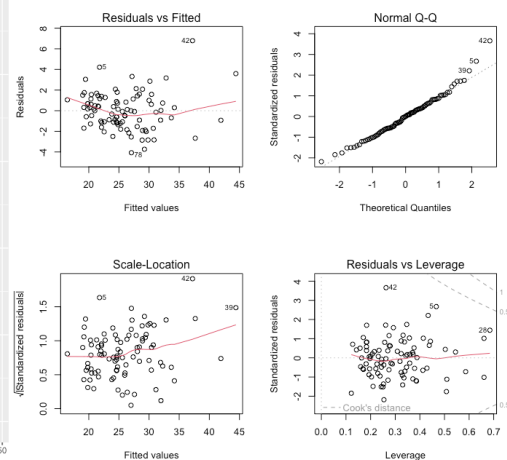 Residuals vs Fitted
Residuals
8
6
4
2
0
-2
-4
42
5
78
20 25 30 35 40 45
Fitted values
Normal Q-Q
Standardized residuals
4
3
2
1
0
-1
-2
42
5
39
-2 -1 0 1 2
Theoretical Quantiles
Scale-Location
√|Standardized residuals|
1.5
1.0
0.5
0.0
42
39
5
20 25 30 35 40 45
Fitted values
Residuals vs Leverage
Standardized residuals
4
3
2
1
0
-1
-2
42
5
28
1
0.5
0.5
Cook's distance
0.0 0.1 0.2 0.3 0.4 0.5 0.6 0.7
Leverage